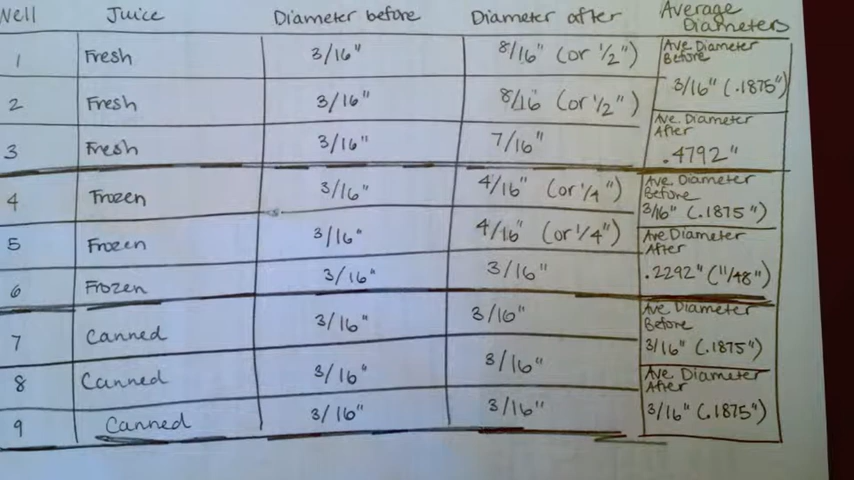 Well Juice Diameter before Diameter after Average Diameters
1 Fresh 3/16" 8/16" (or 1/2") Ave. Diameter Before 3/16" (.1875")
2 Fresh 3/16" 8/16 (or 1/2")
3 Fresh 3/16" 7/16" Ave. Diameter After .4792"
4 Frozen 3/16" 4/16" (or 1/4") Ave. Diameter Before 3/16" (.1875")
5 Frozen 3/16" 4/16" (or 1/4") Ave Diameter After
6 Frozen 3/16" 3/16" .2292" (11/48")
7 Canned 3/16" 3/16" Ave. Diameter Before 3/16" (.1875")
8 Canned 3/16" 3/16" Ave. Diameter After
9 Canned 3/16" 3/16" 3/16" (.1875")